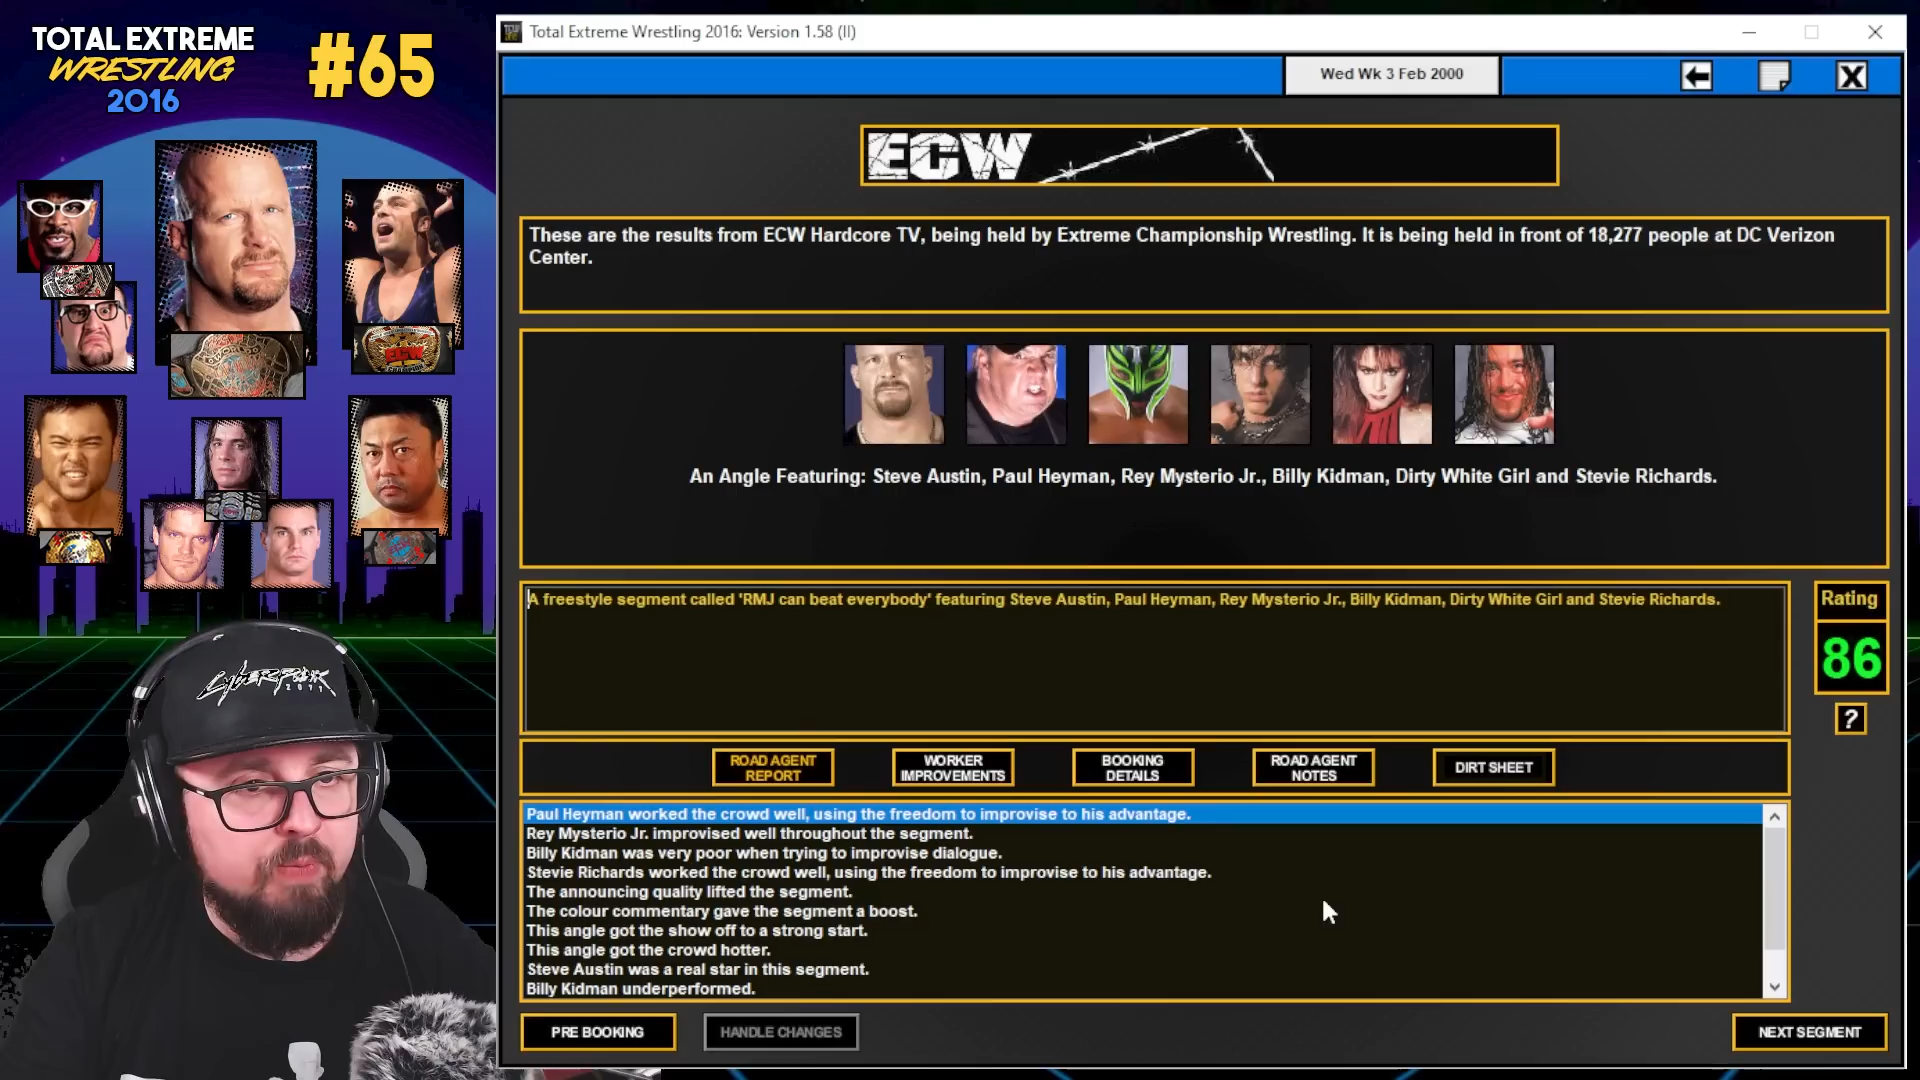 TOTAL EXTREME
WRESTLING
2016
#65
Total Extreme Wrestling 2016: Version 1.58 (II)
Wed Wk 3 Feb 2000
ECW
These are the results from ECW Hardcore TV, being held by Extreme Championship Wrestling. It is being held in front of 18,277 people at DC Verizon
Center.
An Angle Featuring: Steve Austin, Paul Heyman, Rey Mysterio Jr., Billy Kidman, Dirty White Girl and Stevie Richards.
A freestyle segment called 'RMJ can beat everybody' featuring Steve Austin, Paul Heyman, Rey Mysterio Jr., Billy Kidman, Dirty White Girl and Stevie Richards.
Rating
86
?
ROAD AGENT
REPORT
WORKER
IMPROVEMENTS
BOOKING
DETAILS
ROAD AGENT
NOTES
DIRT SHEET
Paul Heyman worked the crowd well, using the freedom to improvise to his advantage.
Rey Mysterio Jr. improvised well throughout the segment.
Billy Kidman was very poor when trying to improvise dialogue.
Stevie Richards worked the crowd well, using the freedom to improvise to his advantage.
The announcing quality lifted the segment.
The colour commentary gave the segment a boost.
This angle got the show off to a strong start.
This angle got the crowd hotter.
Steve Austin was a real star in this segment.
Billy Kidman underperformed.
PRE BOOKING
HANDLE CHANGES
NEXT SEGMENT
CYBERPUNK
2077
ECW